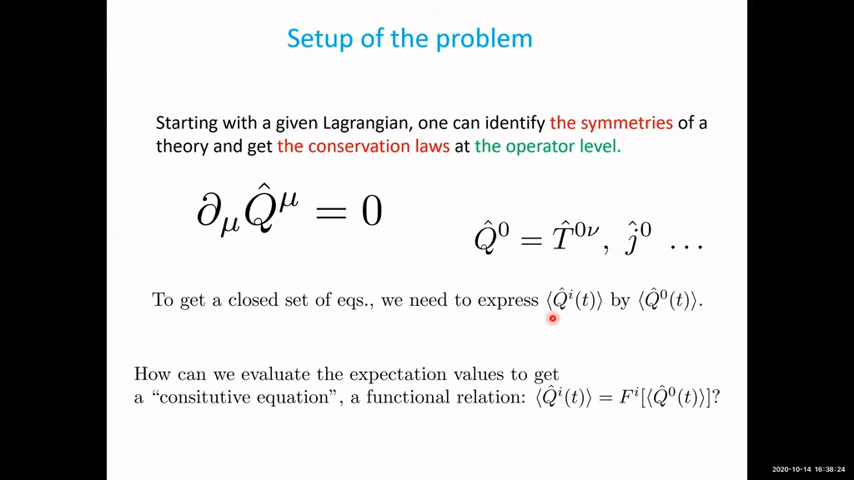 Setup of the problem
Starting with a given Lagrangian, one can identify the symmetries of a
theory and get the conservation laws at the operator level.
∂_μ Q̂^μ = 0
Q̂^0 = T̂^{0ν}, ĵ^0 …
To get a closed set of eqs., we need to express ⟨Q̂^i(t)⟩ by ⟨Q̂^0(t)⟩.
How can we evaluate the expectation values to get
a “consitutive equation”, a functional relation: ⟨Q̂^i(t)⟩ = F^i[⟨Q̂^0(t)⟩]?
2020-10-14 16:38:24